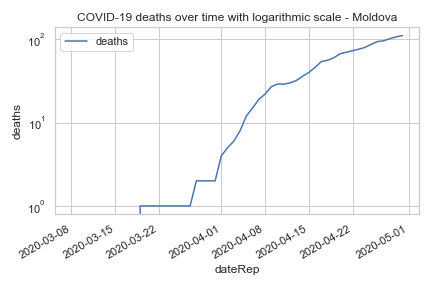 COVID-19 deaths over time with logarithmic scale - Moldova
deaths
10²
10¹
10⁰
deaths
2020-03-08
2020-03-15
2020-03-22
2020-04-01
2020-04-08
2020-04-15
2020-04-22
2020-05-01
dateRep